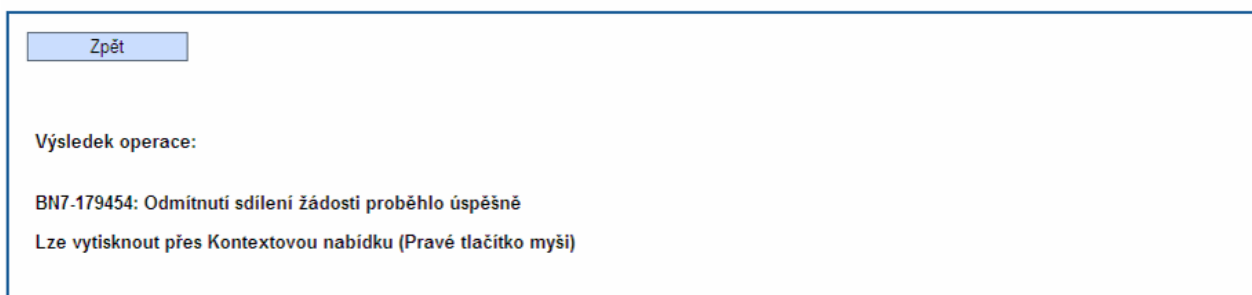 Zpět
Výsledek operace:
BN7-179454: Odmítnutí sdílení žádosti proběhlo úspěšně
Lze vytisknout přes Kontextovou nabídku (Pravé tlačítko myši)